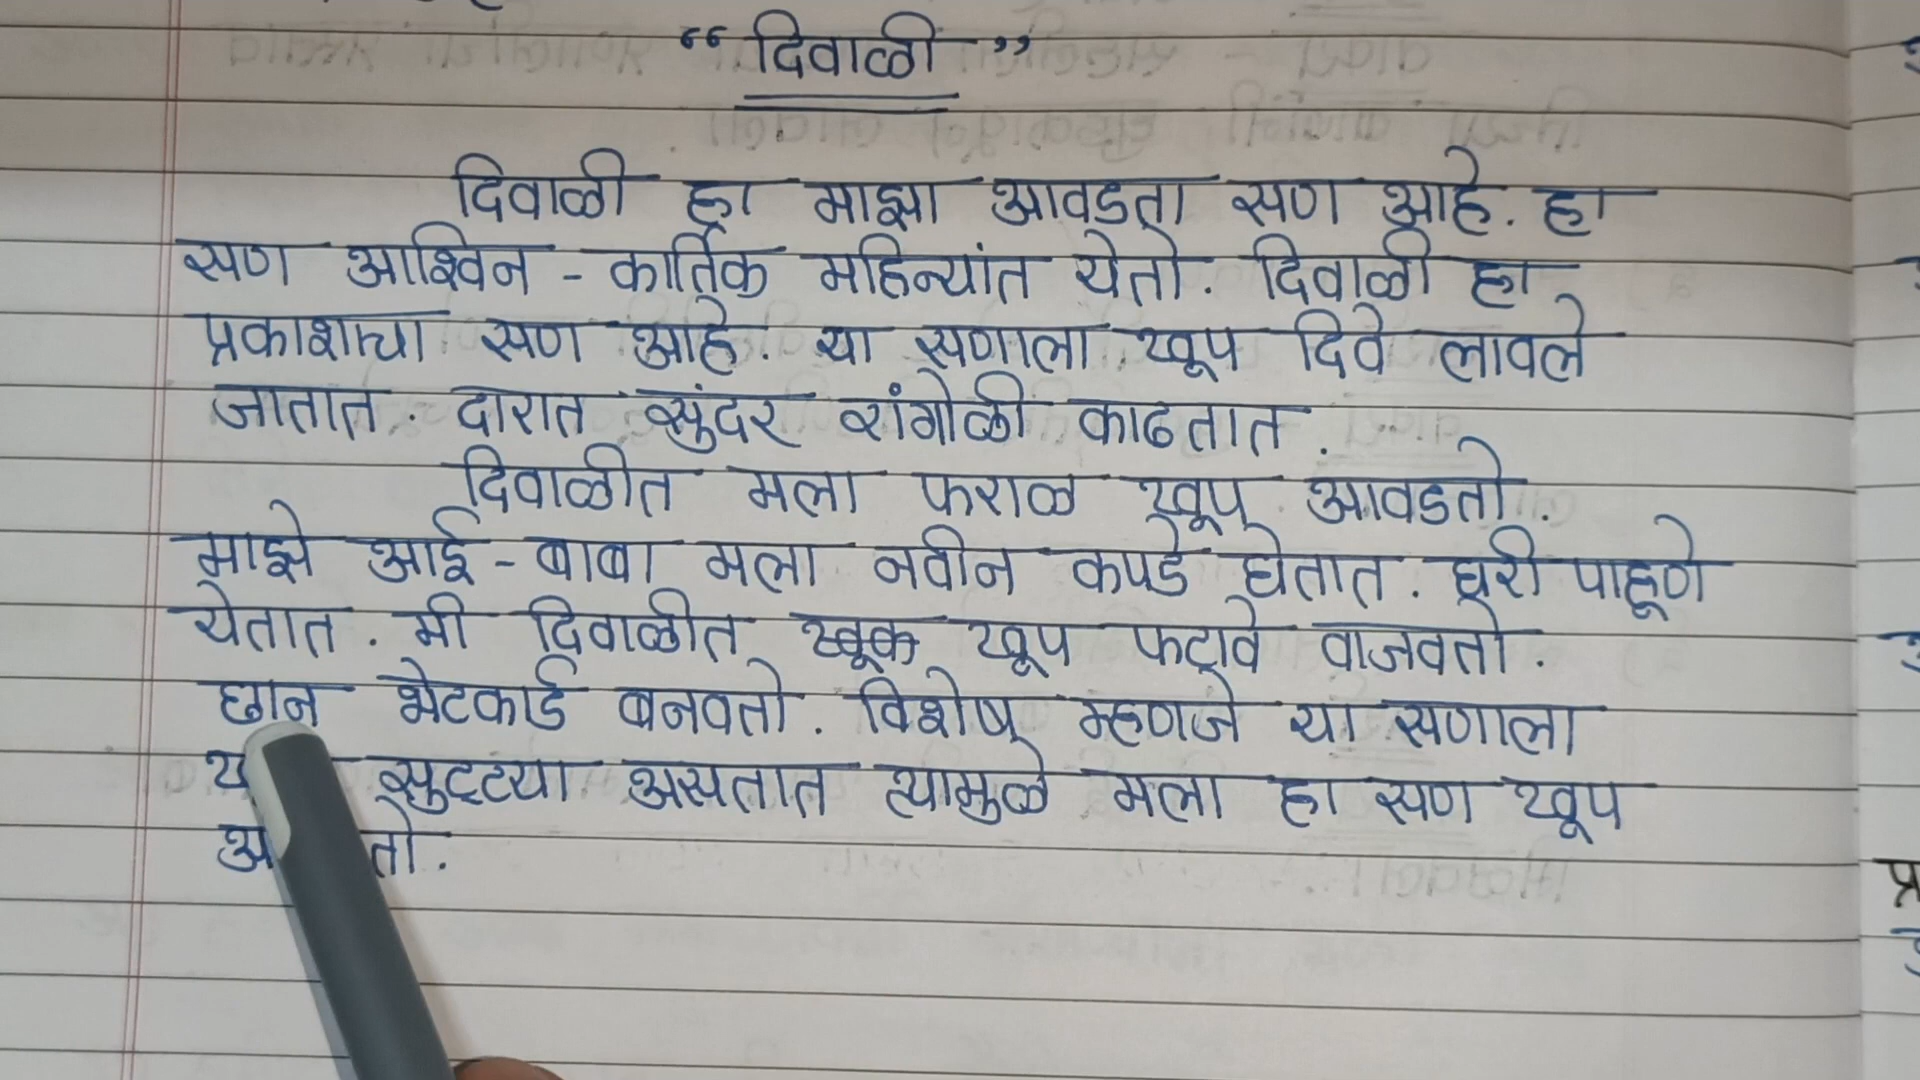 “ दिवाळी ”
दिवाळी हा माझा आवडता सण आहे. हा
सण आश्विन - कार्तिक महिन्यांत येतो. दिवाळी हा
प्रकाशाचा सण आहे. या सणाला खूप दिवे लावले
जातात. दारात सुंदर रांगोळी काढतात.
दिवाळीत मला फराळ खूप आवडतो.
माझे आई - बाबा मला नवीन कपडे घेतात. घरी पाहूणे
येतात. मी दिवाळीत खूक खूप फटावे वाजवतो.
छान भेटकार्ड बनवतो. विशेष म्हणजे या सणाला
सुट्ट्या असतात त्यामुळे मला हा सण खूप